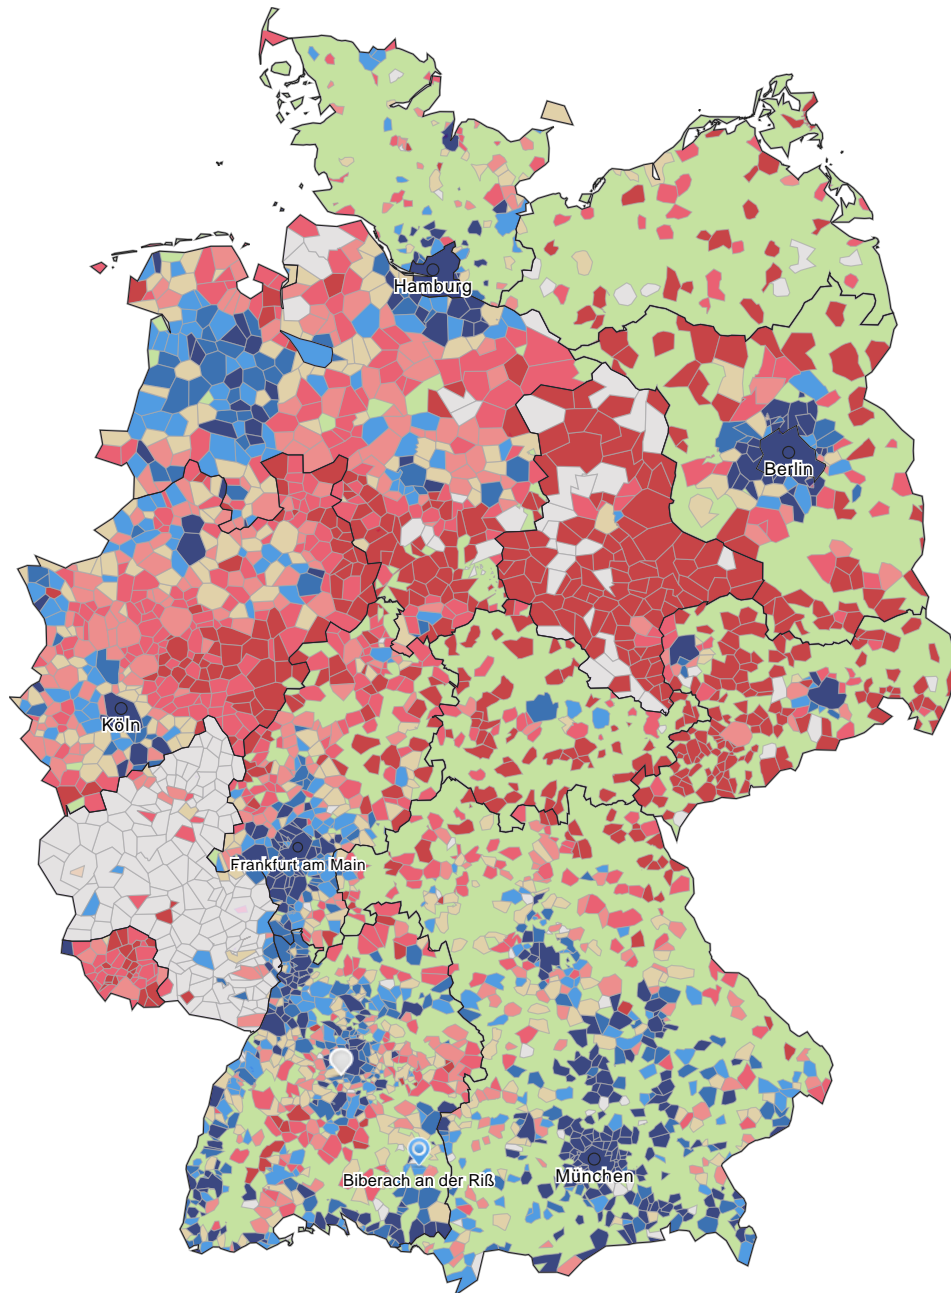 Hamburg
Berlin
Köln
Frankfurt am Main
Biberach an der Riß
München